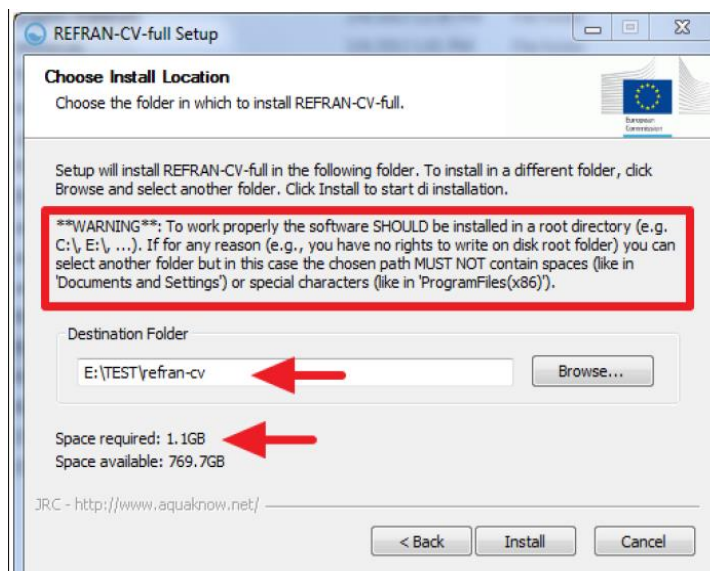 REFRAN-CV-full Setup
Choose Install Location
Choose the folder in which to install REFRAN-CV-full.
European
Commission
Setup will install REFRAN-CV-full in the following folder. To install in a different folder, click
Browse and select another folder. Click Install to start di installation.
**WARNING**: To work properly the software SHOULD be installed in a root directory (e.g.
C:\, E:\, ...). If for any reason (e.g., you have no rights to write on disk root folder) you can
select another folder but in this case the chosen path MUST NOT contain spaces (like in
'Documents and Settings') or special characters (like in 'ProgramFiles(x86)').
Destination Folder
E:\TEST\refran-cv
Browse...
Space required: 1.1GB
Space available: 769.7GB
JRC - http://www.aquaknow.net/
< Back
Install
Cancel